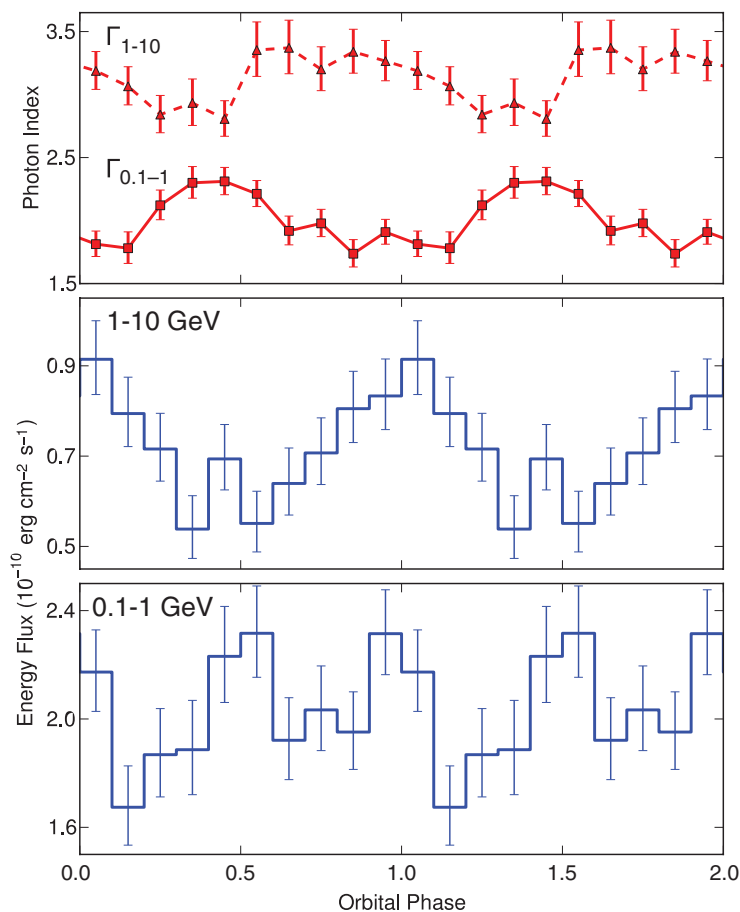 3.5
Γ1-10
2.5
Γ0.1–1
1.5
Photon Index
1-10 GeV
0.9
0.7
0.5
0.1-1 GeV
2.4
2.0
1.6
Energy Flux (10⁻¹⁰ erg cm⁻² s⁻¹)
0.0 0.5 1.0 1.5 2.0
Orbital Phase